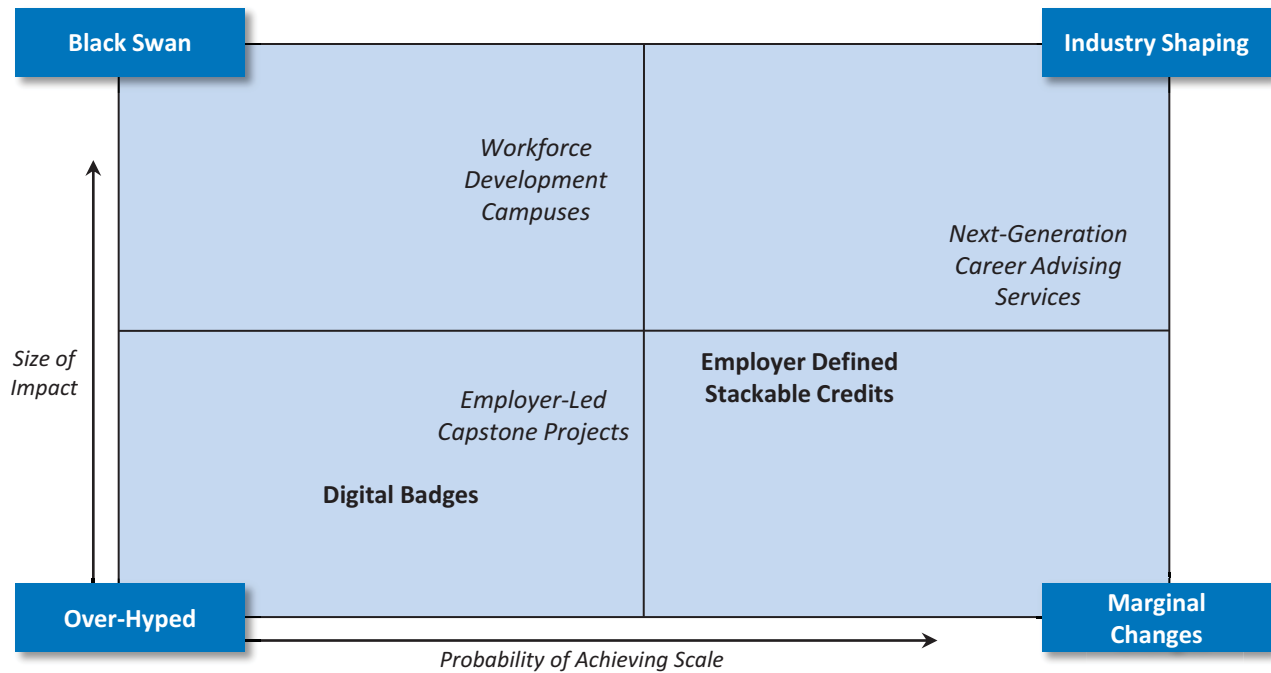 Black Swan
Industry Shaping
Workforce
Development
Campuses
Next-Generation
Career Advising
Services
Size of
Impact
Employer Defined
Stackable Credits
Employer-Led
Capstone Projects
Digital Badges
Over-Hyped
Marginal
Changes
Probability of Achieving Scale